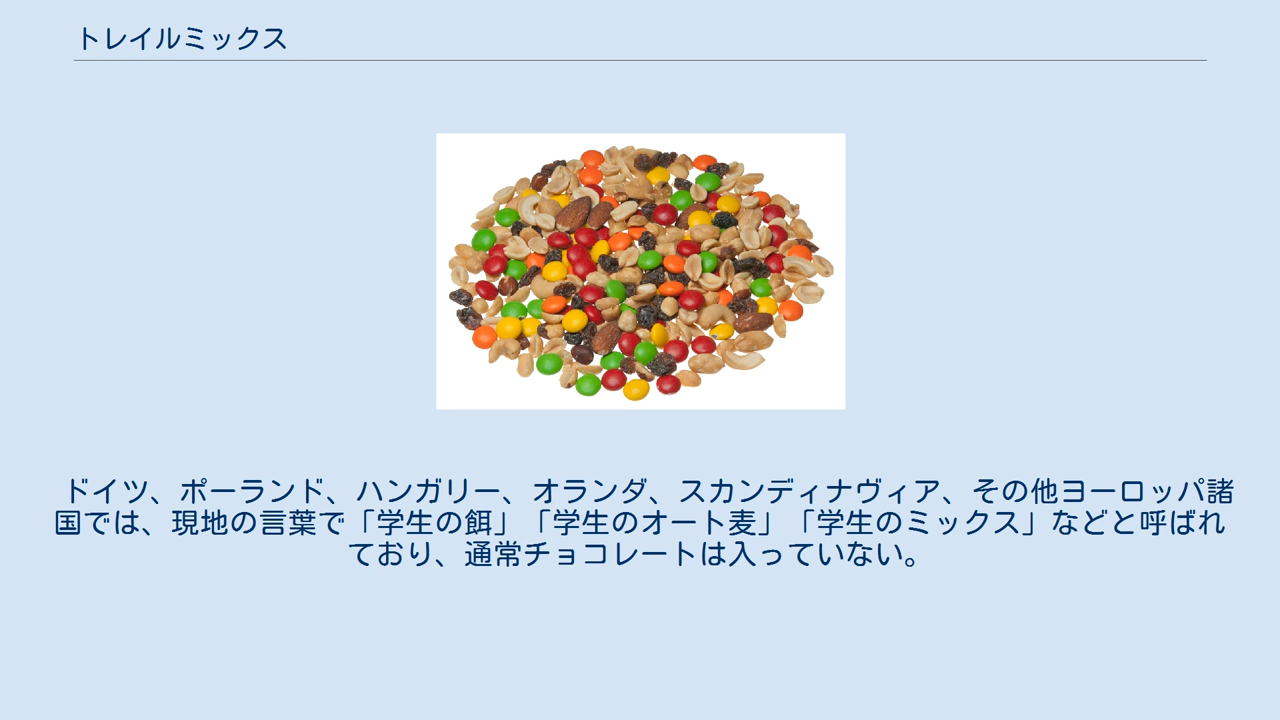 トレイルミックス
ドイツ、ポーランド、ハンガリー、オランダ、スカンディナヴィア、その他ヨーロッパ諸
国では、現地の言葉で「学生の餌」「学生のオート麦」「学生のミックス」などと呼ばれ
ており、通常チョコレートは入っていない。